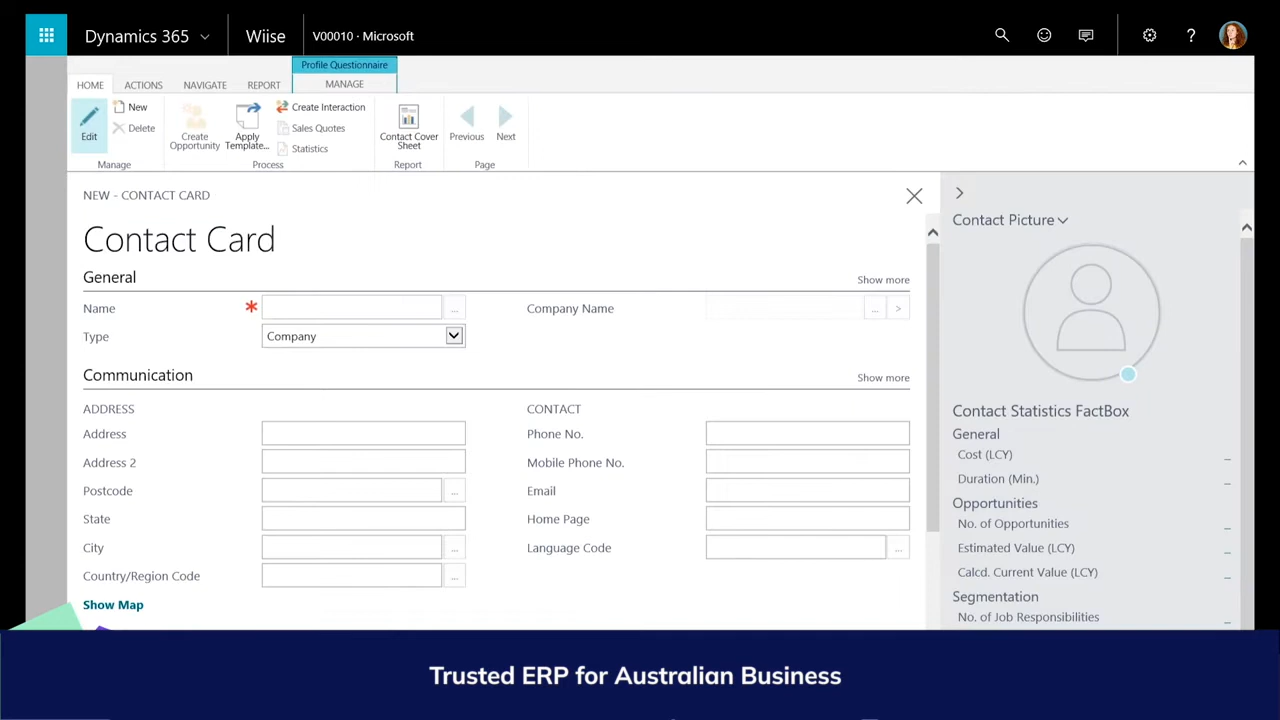 Dynamics 365
Wiise
V00010 · Microsoft
?
Profile Questionnaire
HOME
ACTIONS
NAVIGATE
REPORT
MANAGE
Edit
New
Delete
Manage
Create Opportunity
Apply Template...
Create Interaction
Sales Quotes
Statistics
Process
Contact Cover Sheet
Report
Previous
Next
Page
NEW - CONTACT CARD
Contact Card
General
Show more
Name
*
...
Company Name
...
>
Type
Company
Communication
Show more
ADDRESS
Address
Address 2
Postcode
...
State
City
...
Country/Region Code
...
Show Map
CONTACT
Phone No.
Mobile Phone No.
Email
Home Page
Language Code
...
Contact Picture
Contact Statistics FactBox
General
Cost (LCY) _
Duration (Min.) _
Opportunities
No. of Opportunities _
Estimated Value (LCY) _
Calcd. Current Value (LCY) _
Segmentation
No. of Job Responsibilities _
Trusted ERP for Australian Business